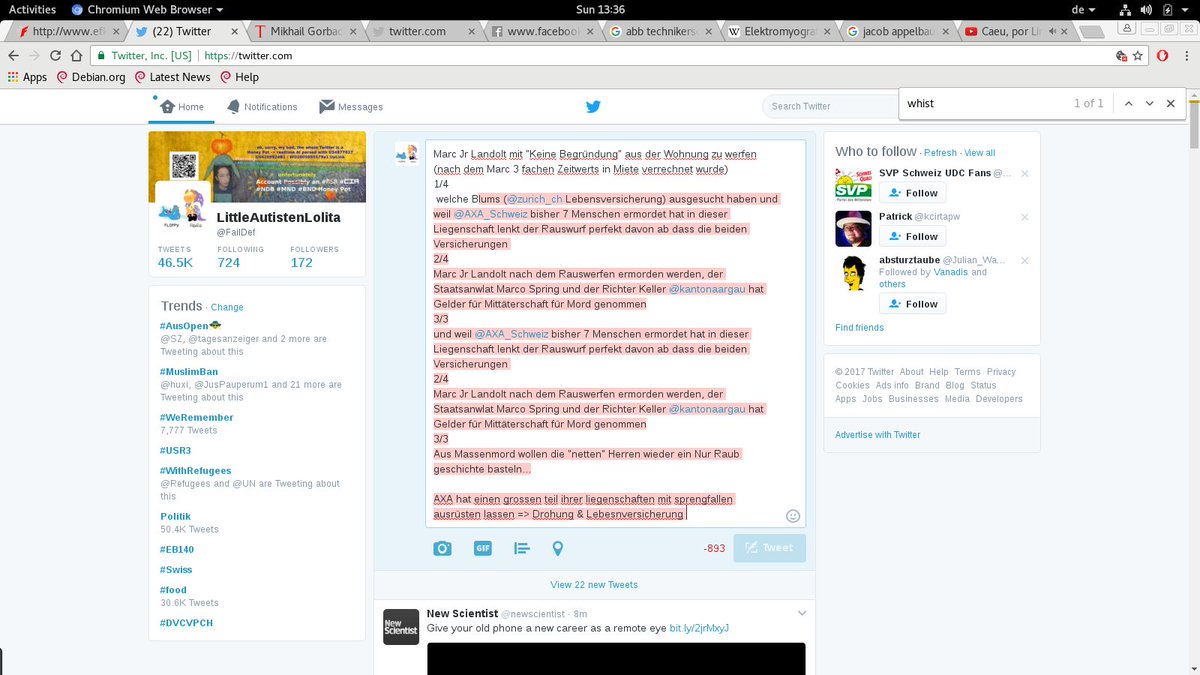 Activities
Chromium Web Browser
Sun 13:36
de
http://www.efk
(22) Twitter
Mikhail Gorbac
twitter.com
www.facebook
abb technikers
Elektromyogra
jacob appelbau
Caeu, por Li
Twitter, Inc. [US]
https://twitter.com
Apps
Debian.org
Latest News
Help
Home
Notifications
Messages
Search Twitter
whist
1 of 1
LittleAutistenLolita
@FailDef
TWEETS
FOLLOWING
FOLLOWERS
46.5K
724
172
Trends · Change
#AusOpen
@SZ, @tagesanzeiger and 2 more are
Tweeting about this
#MuslimBan
@huxi, @JusPauperum1 and 21 more are
Tweeting about this
#WeRemember
7,777 Tweets
#USR3
#WithRefugees
@Refugees and @UN are Tweeting about
this
Politik
50.4K Tweets
#EB140
#Swiss
#food
30.6K Tweets
#DVCVPCH
Marc Jr Landolt mit "Keine Begründung" aus der Wohnung zu werfen
(nach dem Marc 3 fachen Zeitwerts in Miete verrechnet wurde)
1/4
welche Blums (@zurich_ch Lebensversicherung) ausgesucht haben und
weil @AXA_Schweiz bisher 7 Menschen ermordet hat in dieser
Liegenschaft lenkt der Rauswurf perfekt davon ab dass die beiden
Versicherungen
2/4
Marc Jr Landolt nach dem Rauswerfen ermorden werden, der
Staatsanwlat Marco Spring und der Richter Keller @kantonaargau hat
Gelder für Mittäterschaft für Mord genommen
3/3
und weil @AXA_Schweiz bisher 7 Menschen ermordet hat in dieser
Liegenschaft lenkt der Rauswurf perfekt davon ab dass die beiden
Versicherungen
2/4
Marc Jr Landolt nach dem Rauswerfen ermorden werden, der
Staatsanwlat Marco Spring und der Richter Keller @kantonaargau hat
Gelder für Mittäterschaft für Mord genommen
3/3
Aus Massenmord wollen die "netten" Herren wieder ein Nur Raub
geschichte basteln...
AXA hat einen grossen teil ihrer liegenschaften mit sprengfallen
ausrüsten lassen => Drohung & Lebesnversicherung
GIF
-893
Tweet
View 22 new Tweets
New Scientist
New Scientist @newscientist · 8m
Give your old phone a new career as a remote eye bit.ly/2jrMxyJ
Who to follow · Refresh · View all
SVP Schweiz UDC Fans @...
Follow
Patrick @kcirtapw
Follow
absturztaube @Julian_Wa...
Followed by Vanadis and
others
Follow
Find friends
© 2017 Twitter About Help Terms Privacy
Cookies Ads info Brand Blog Status
Apps Jobs Businesses Media Developers
Advertise with Twitter